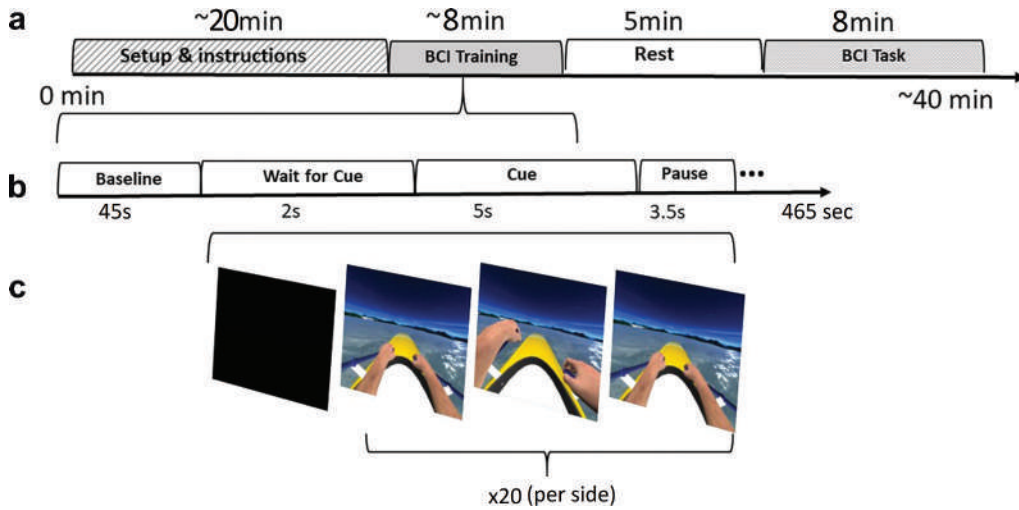 a
~20min ~8min 5min 8min
Setup & instructions BCI Training Rest BCI Task
0 min ~40 min
b
Baseline Wait for Cue Cue Pause •••
45s 2s 5s 3.5s 465 sec
c
x20 (per side)